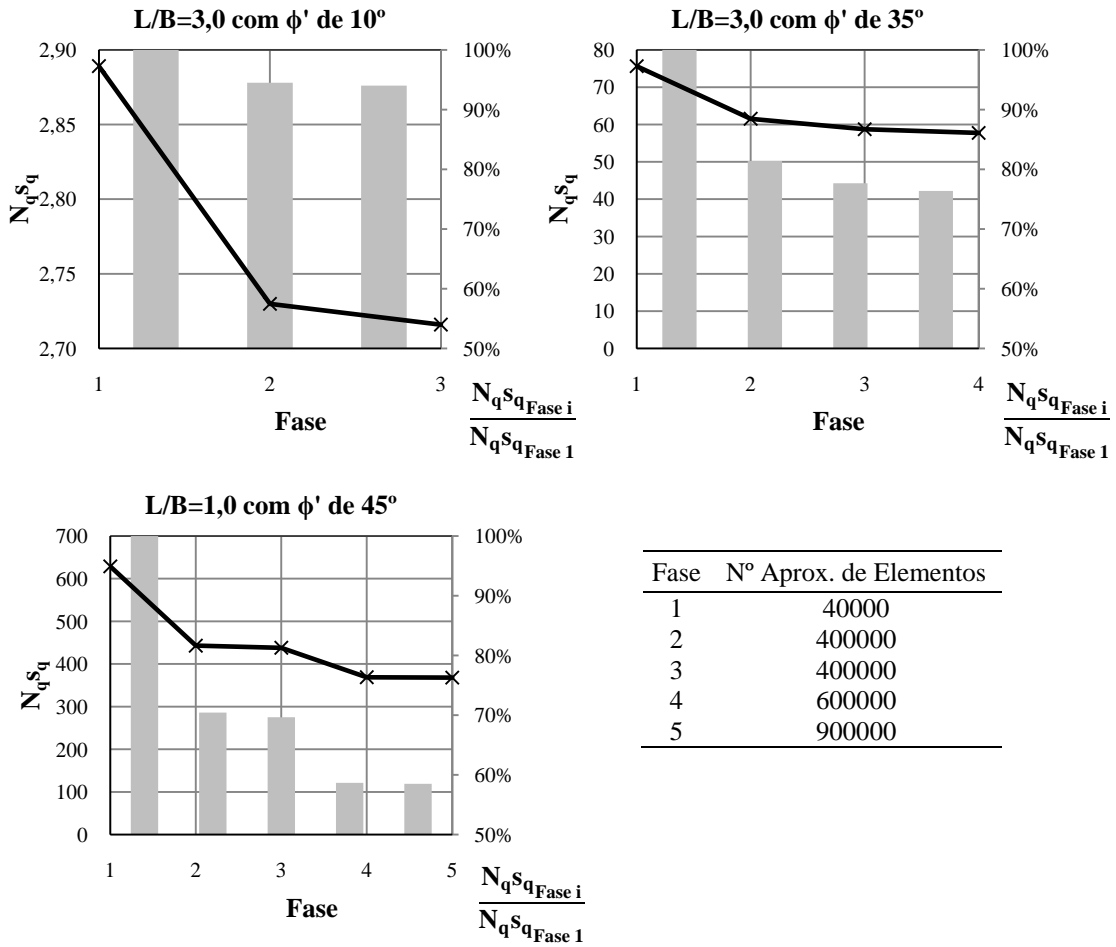 L/B=3,0 com ϕ' de 10º
2,90
2,85
2,80
2,75
2,70
NqSq
100%
90%
80%
70%
60%
50%
1 2 3
Fase
NqsqFase i
NqsqFase 1
L/B=3,0 com ϕ' de 35º
80
70
60
50
40
30
20
10
0
Nqsq
100%
90%
80%
70%
60%
50%
1 2 3 4
Fase
NqsqFase i
NqsqFase 1
L/B=1,0 com ϕ' de 45º
700
600
500
400
300
200
100
0
Nqsq
100%
90%
80%
70%
60%
50%
1 2 3 4 5
Fase
NqsqFase i
NqsqFase 1
Fase Nº Aprox. de Elementos
1 40000
2 400000
3 400000
4 600000
5 900000